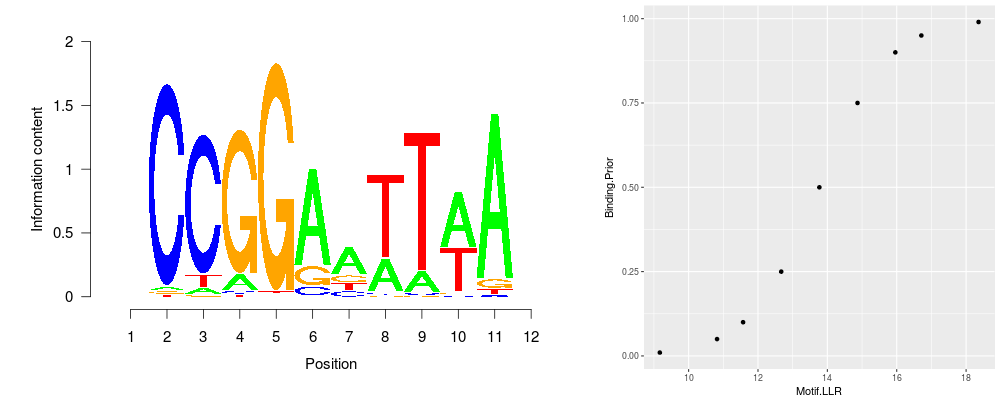 2
1.5
1
0.5
0
Information content
C C G G A A T T A A
T A G T A A T G
1 2 3 4 5 6 7 8 9 10 11 12
Position
1.00
0.75
0.50
0.25
0.00
Binding.Prior
10 12 14 16 18
Motif.LLR